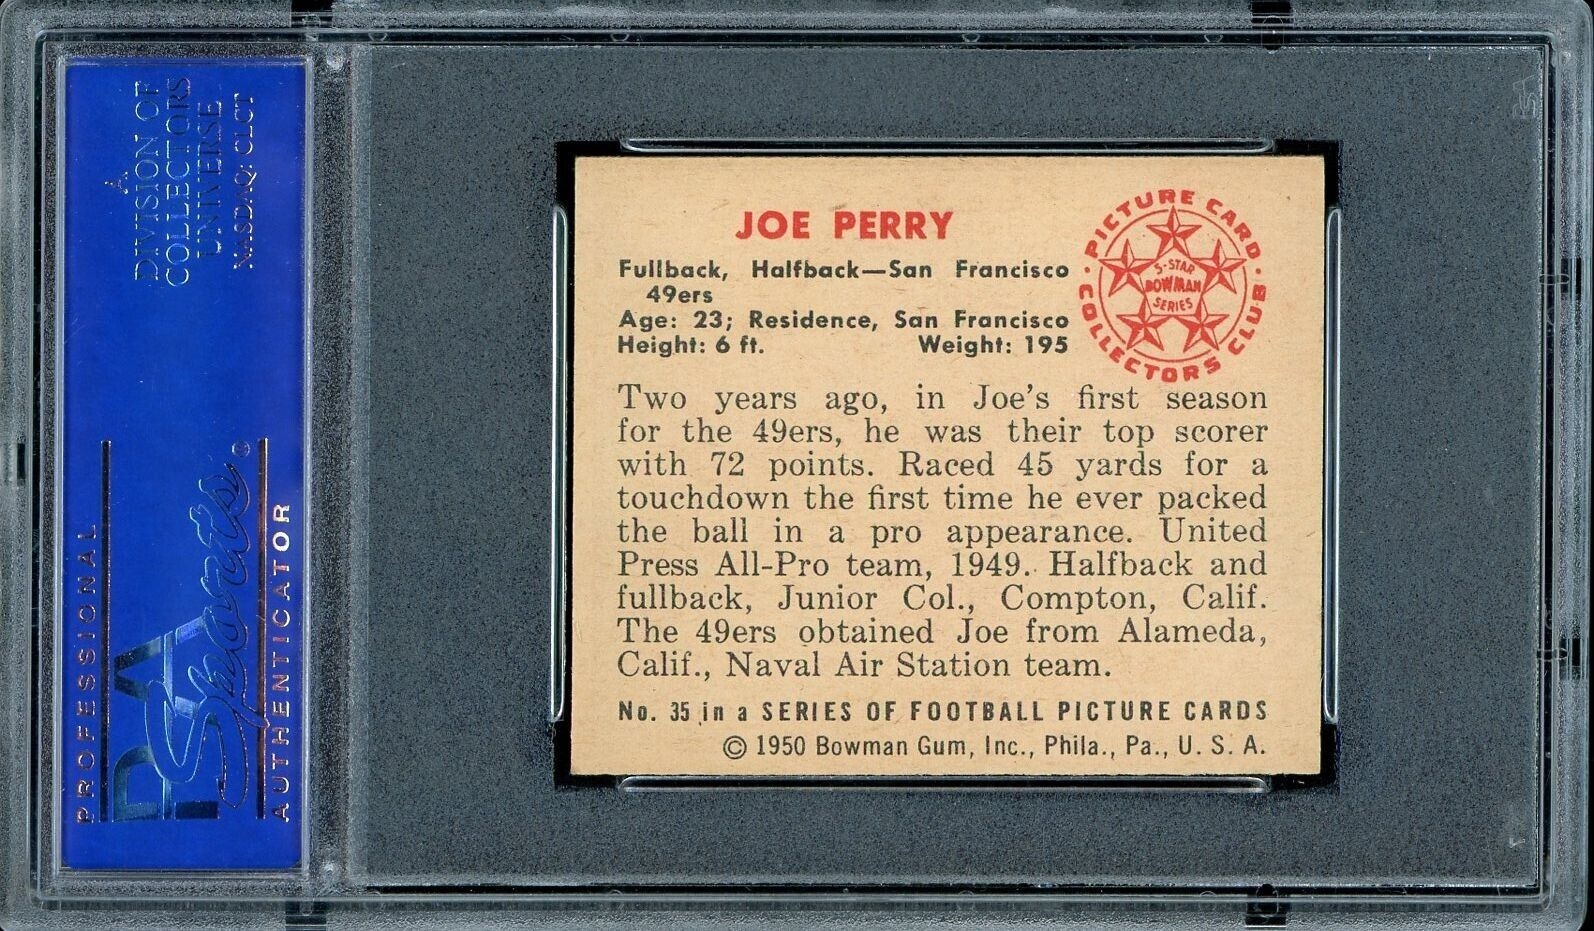 A
DIVISION OF
COLLECTORS
UNIVERSE
NASDAQ: CLCT
PROFESSIONAL
PSA
Sports®
AUTHENTICATOR
JOE PERRY
Fullback, Halfback—San Francisco
49ers
Age: 23; Residence, San Francisco
Height: 6 ft. Weight: 195
PICTURE CARD
COLLECTORS CLUB
5-STAR
BOWMAN
SERIES
Two years ago, in Joe's first season
for the 49ers, he was their top scorer
with 72 points. Raced 45 yards for a
touchdown the first time he ever packed
the ball in a pro appearance. United
Press All-Pro team, 1949. Halfback and
fullback, Junior Col., Compton, Calif.
The 49ers obtained Joe from Alameda,
Calif., Naval Air Station team.
No. 35 in a SERIES OF FOOTBALL PICTURE CARDS
© 1950 Bowman Gum, Inc., Phila., Pa., U. S. A.